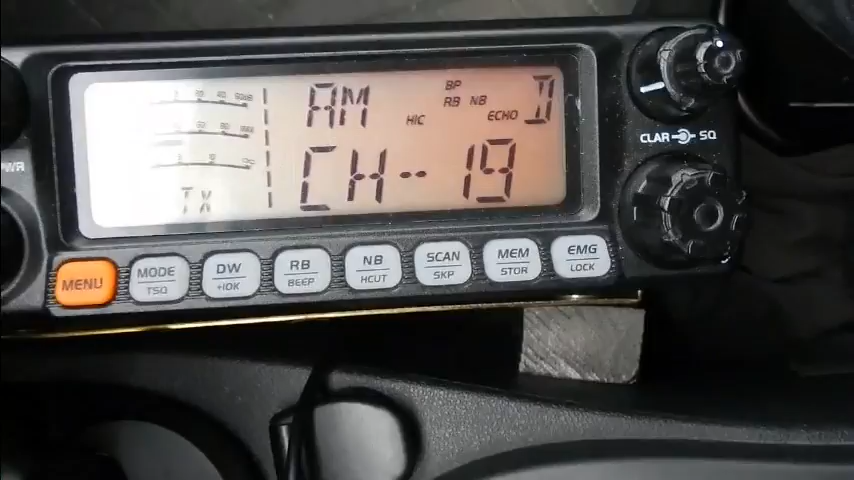 AM HIC BP RB NB ECHO D
CH--19
TX
PWR
CLAR SQ
MENU
MODE TSQ
DW +10K
RB BEEP
NB HCUT
SCAN SKP
MEM STOR
EMG LOCK